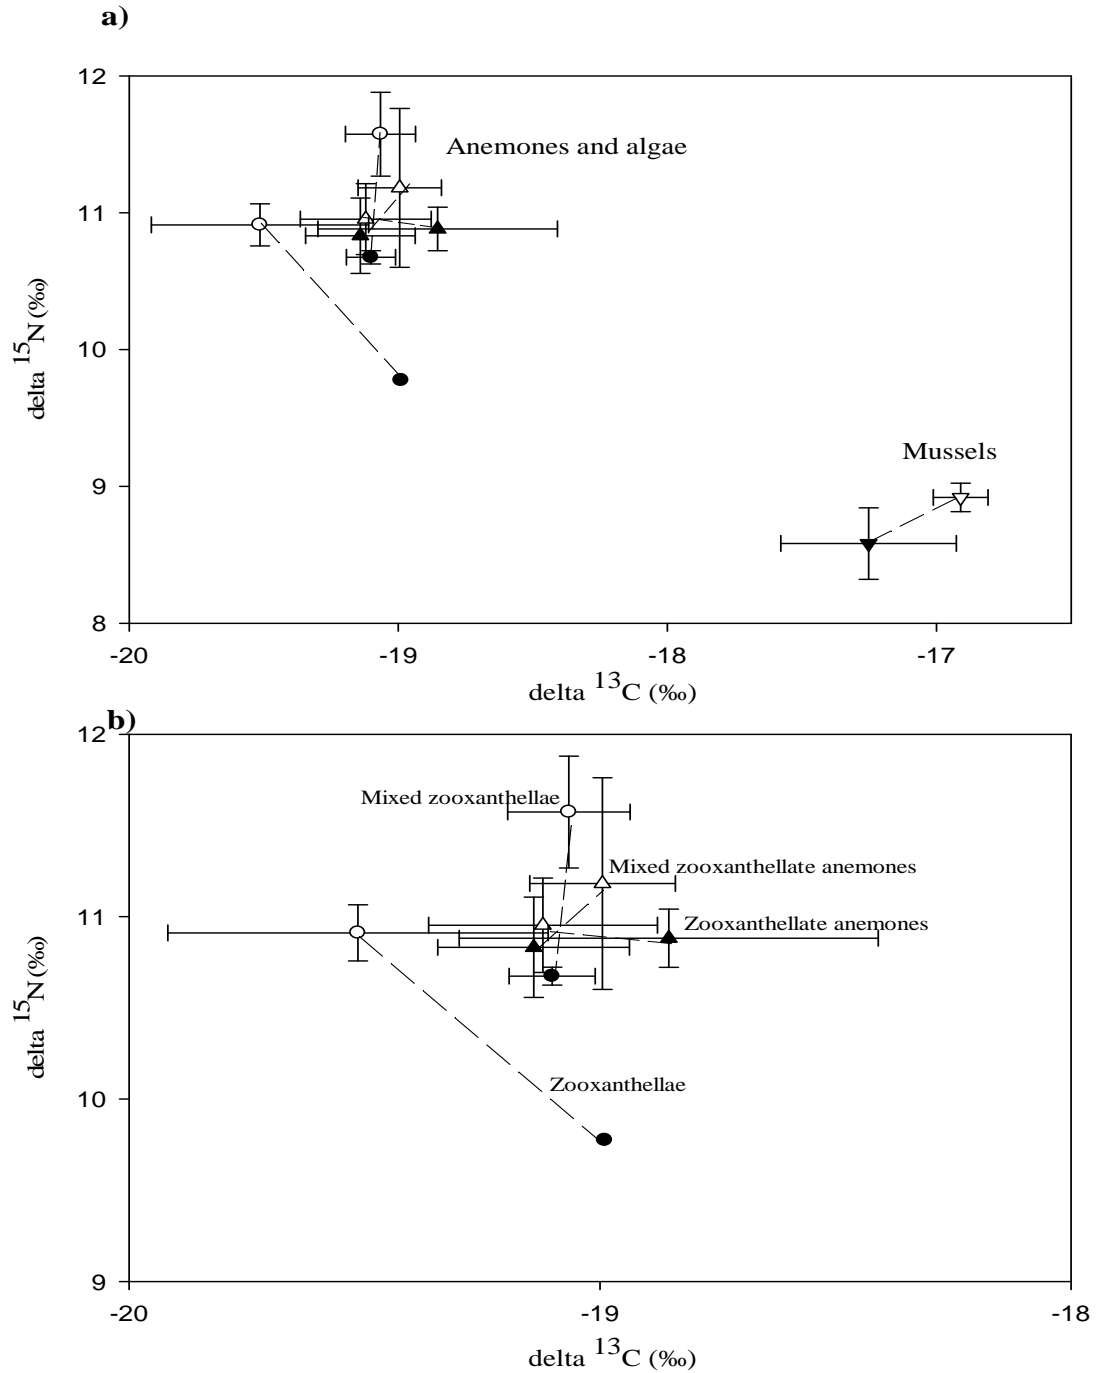 a)
12
11
10
9
8
delta 15N (‰)
Anemones and algae
Mussels
-20 -19 -18 -17
delta 13C (‰)
b)
12
11
10
9
delta 15N (‰)
Mixed zooxanthellae
Mixed zooxanthellate anemones
Zooxanthellate anemones
Zooxanthellae
-20 -19 -18
delta 13C (‰)